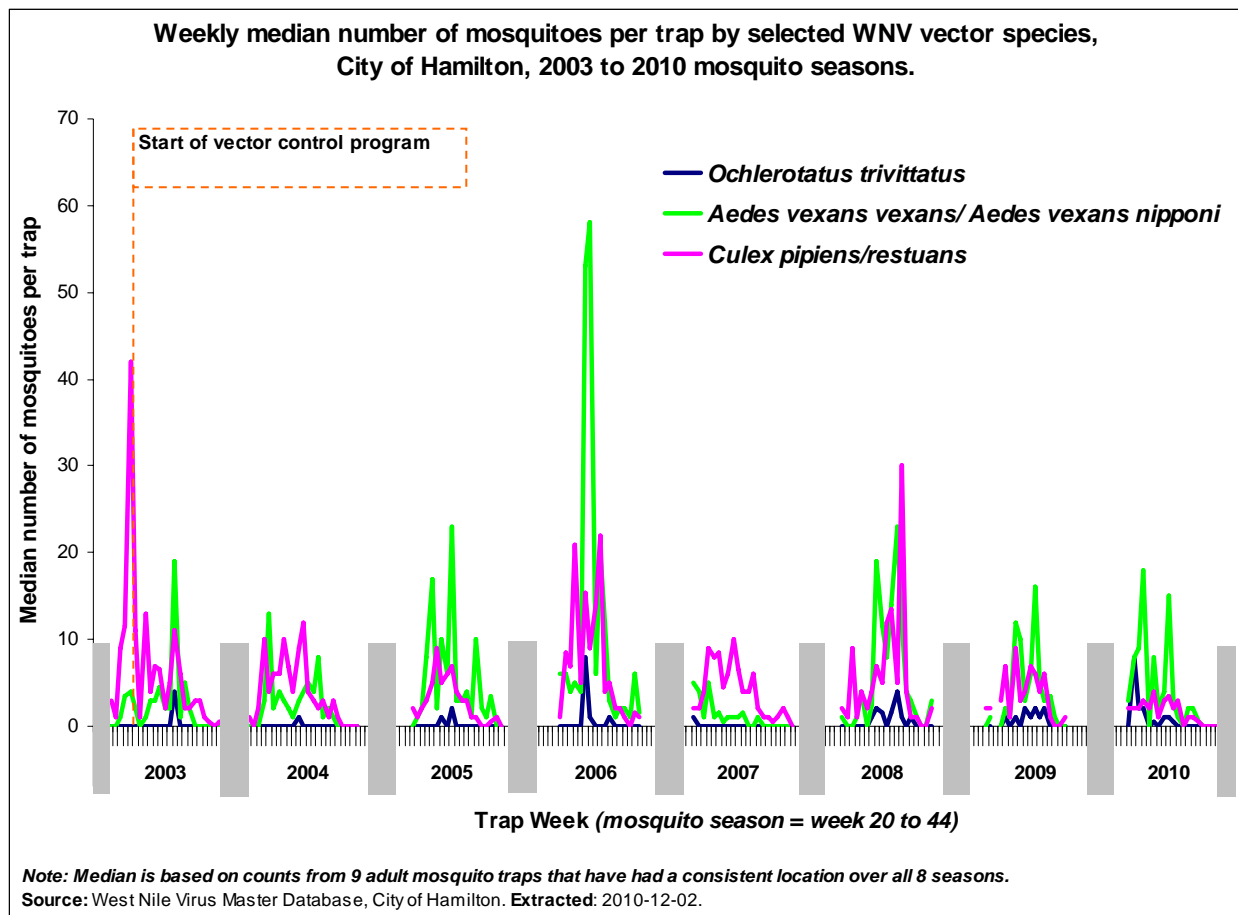 Weekly median number of mosquitoes per trap by selected WNV vector species,
City of Hamilton, 2003 to 2010 mosquito seasons.
70
60
50
40
30
20
10
0
Median number of mosquitoes per trap
Start of vector control program
Ochlerotatus trivittatus
Aedes vexans vexans/ Aedes vexans nipponi
Culex pipiens/restuans
2003 2004 2005 2006 2007 2008 2009 2010
Trap Week (mosquito season = week 20 to 44)
Note: Median is based on counts from 9 adult mosquito traps that have had a consistent location over all 8 seasons.
Source: West Nile Virus Master Database, City of Hamilton. Extracted: 2010-12-02.